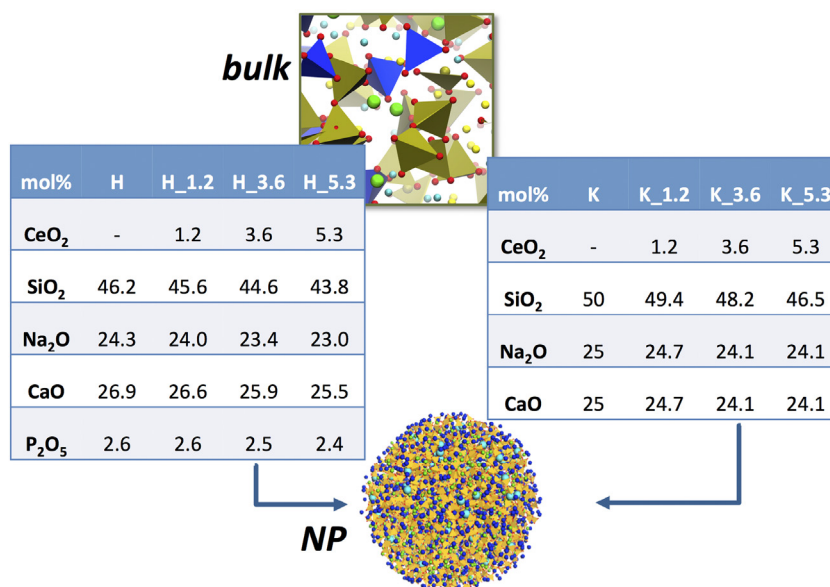 bulk
mol% H H_1.2 H_3.6 H_5.3
CeO₂ - 1.2 3.6 5.3
SiO₂ 46.2 45.6 44.6 43.8
Na₂O 24.3 24.0 23.4 23.0
CaO 26.9 26.6 25.9 25.5
P₂O₅ 2.6 2.6 2.5 2.4
mol% K K_1.2 K_3.6 K_5.3
CeO₂ - 1.2 3.6 5.3
SiO₂ 50 49.4 48.2 46.5
Na₂O 25 24.7 24.1 24.1
CaO 25 24.7 24.1 24.1
NP